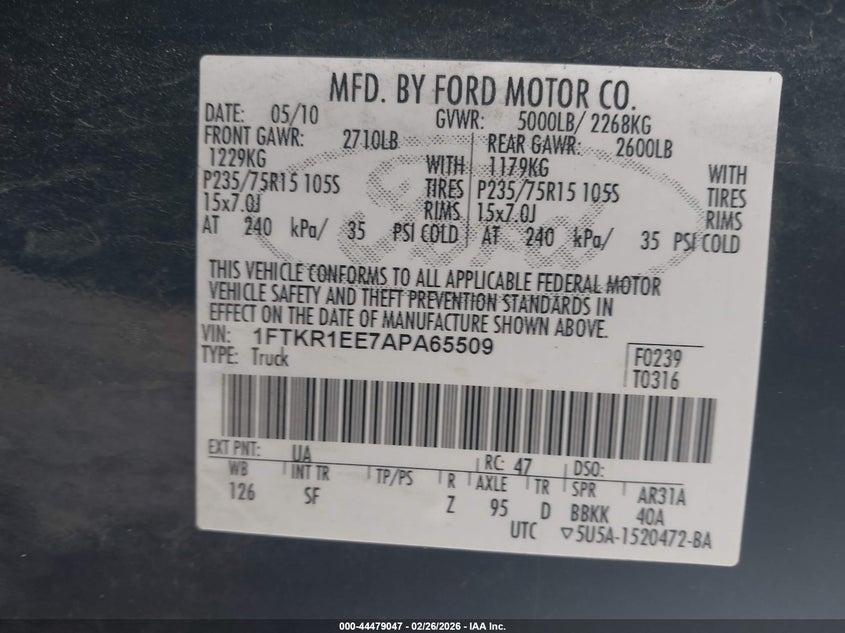 MFD. BY FORD MOTOR CO.
DATE: 05/10 GVWR: 5000LB/ 2268KG
FRONT GAWR: 2710LB REAR GAWR: 2600LB
1229KG WITH 1179KG WITH
P235/75R15 105S TIRES P235/75R15 105S TIRES
15x7.0J RIMS 15x7.0J RIMS
AT 240 kPa/ 35 PSI COLD AT 240 kPa/ 35 PSI COLD
Ford
THIS VEHICLE CONFORMS TO ALL APPLICABLE FEDERAL MOTOR
VEHICLE SAFETY AND THEFT PREVENTION STANDARDS IN
EFFECT ON THE DATE OF MANUFACTURE SHOWN ABOVE.
VIN: 1FTKR1EE7APA65509
TYPE: Truck
F0239
T0316
EXT PNT: UA RC: 47 DSO:
WB INT TR TP/PS R AXLE TR SPR AR31A
126 SF Z 95 D BBKK 40A
UTC ▽5U5A-1520472-BA
000-44479047 - 02/26/2026 - IAA Inc.